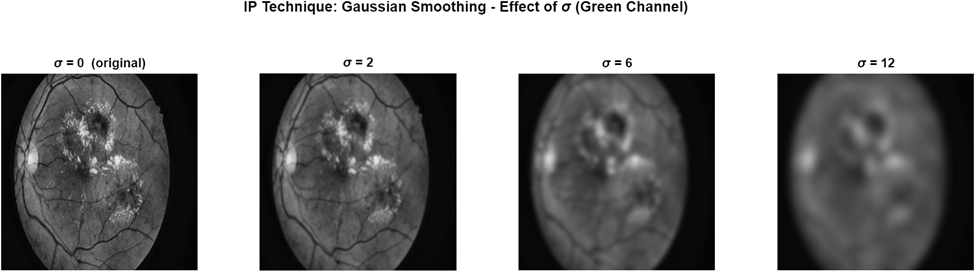 IP Technique: Gaussian Smoothing - Effect of σ (Green Channel)
σ = 0 (original)
σ = 2
σ = 6
σ = 12